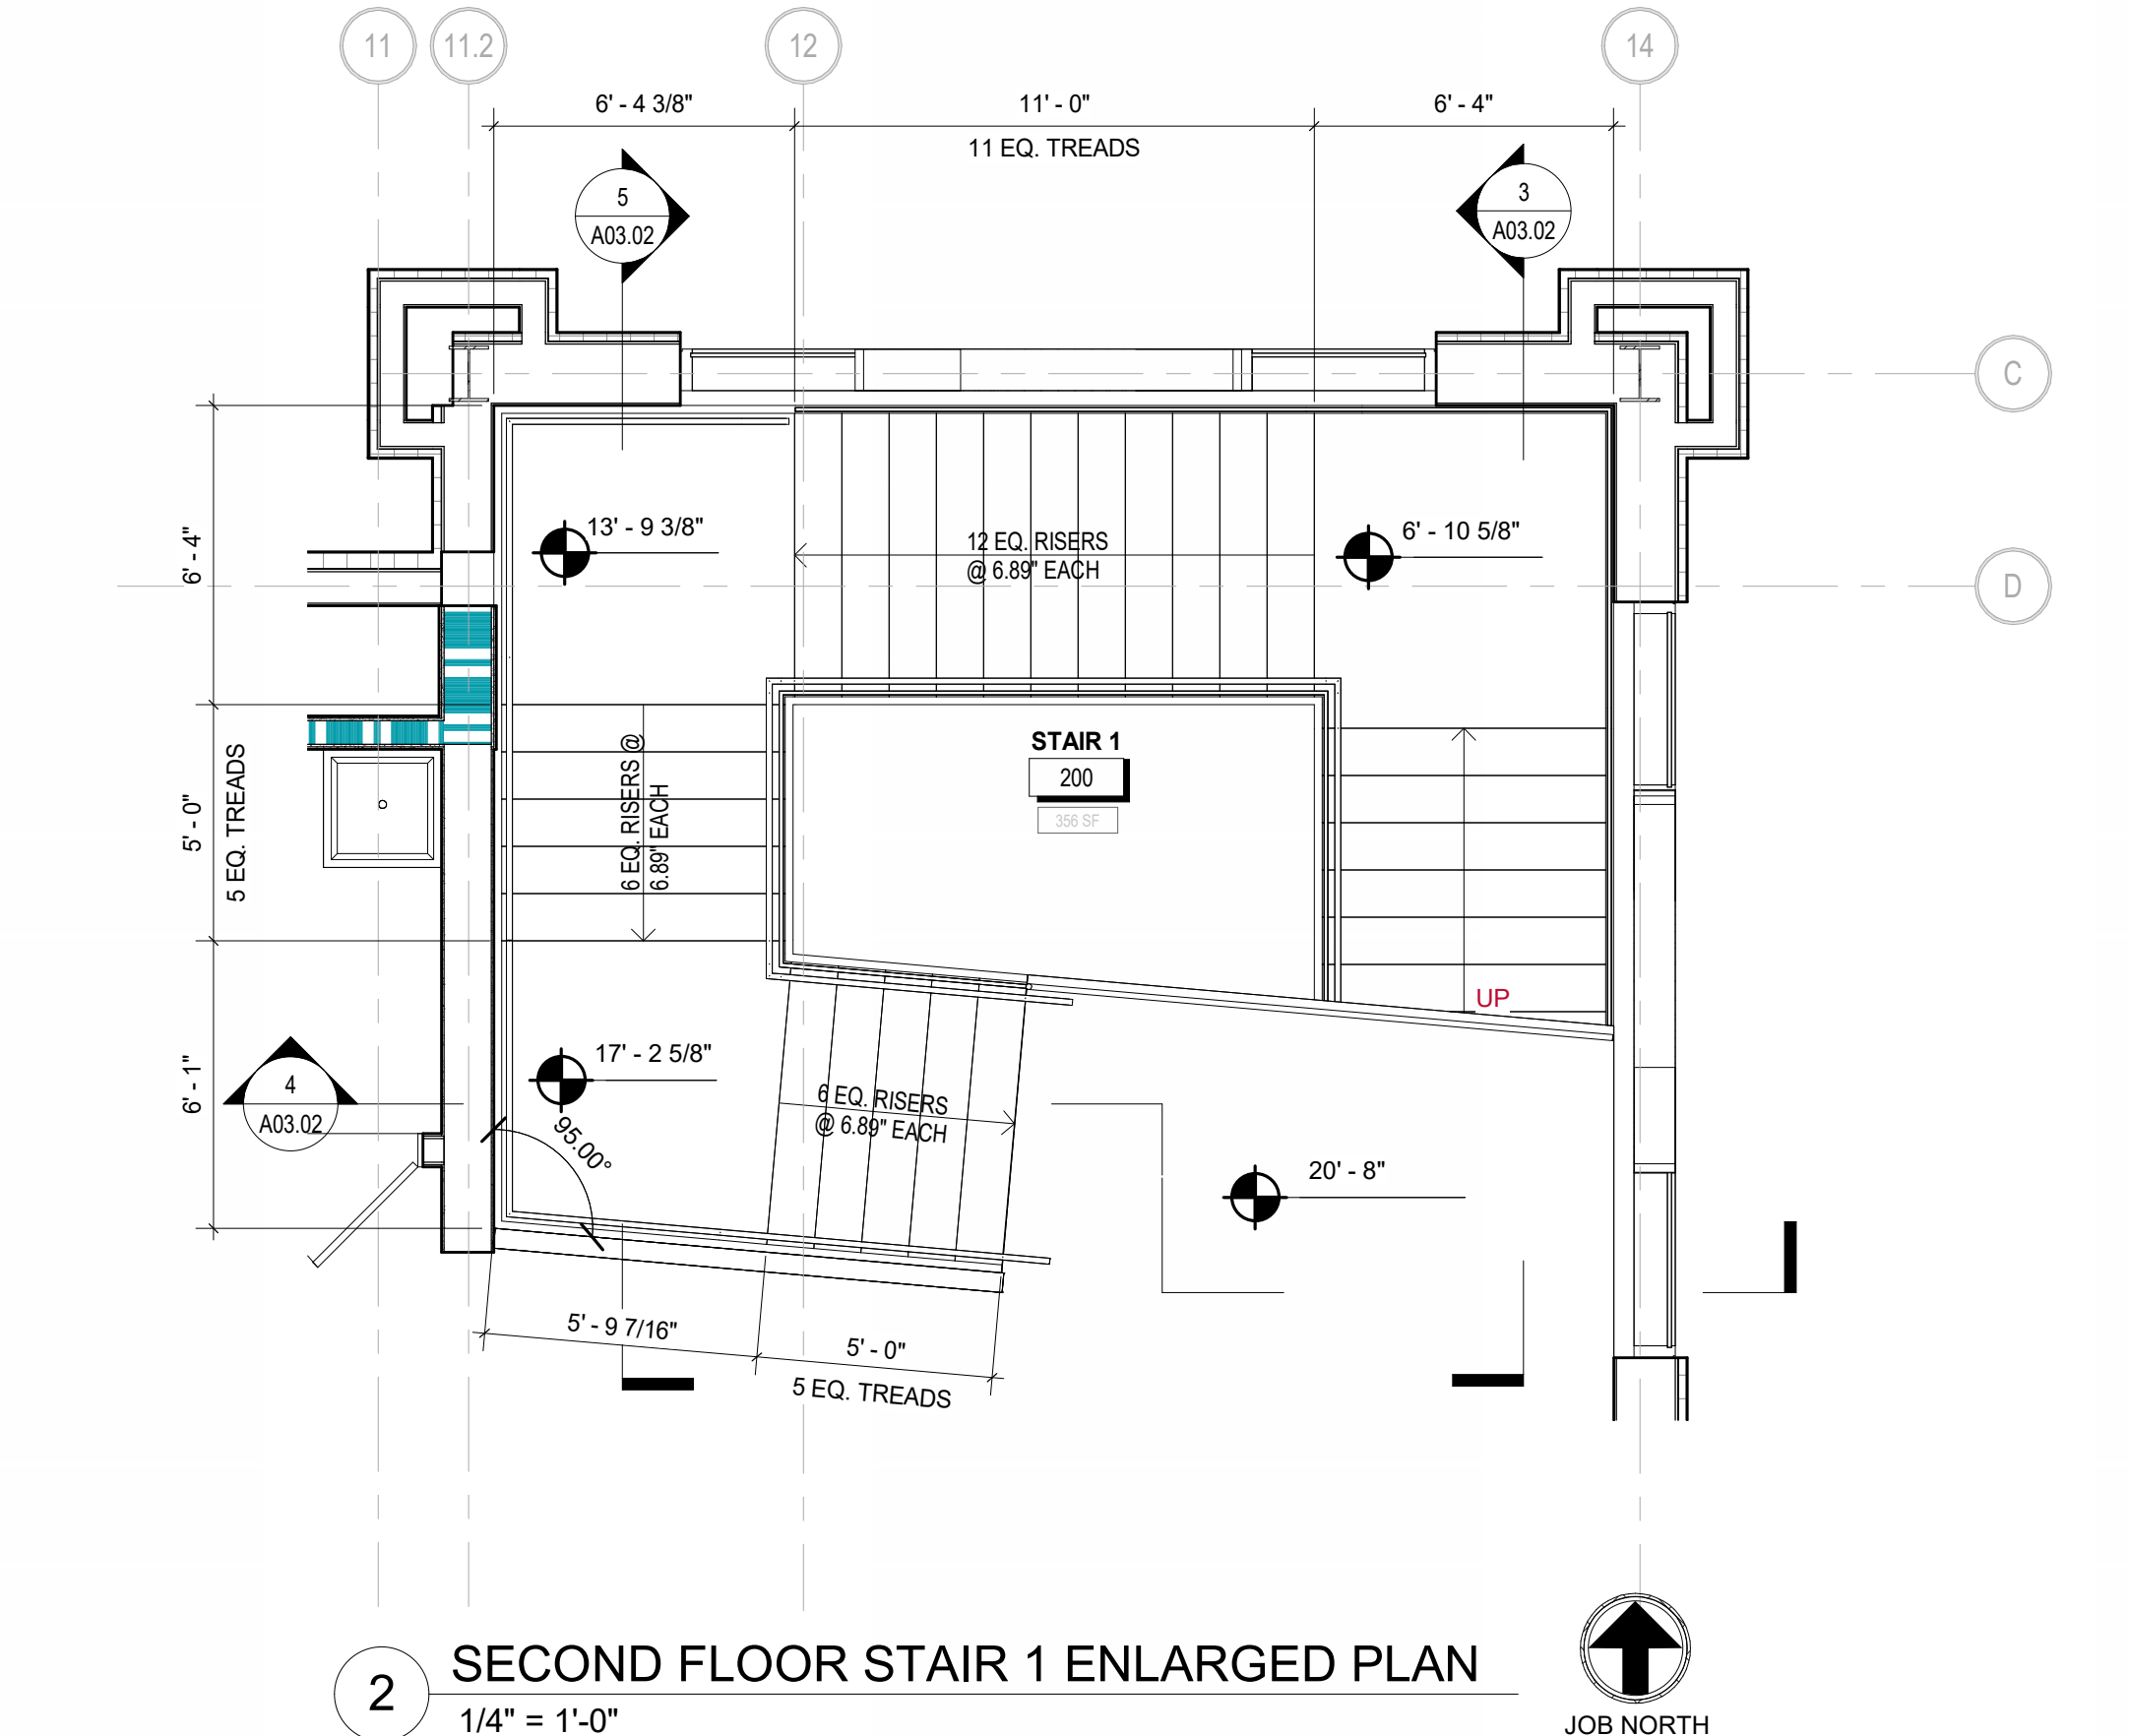 11
11.2
12
14
6' - 4 3/8"
11' - 0"
6' - 4"
11 EQ. TREADS
5
A03.02
3
A03.02
C
13' - 9 3/8"
12 EQ. RISERS
@ 6.89" EACH
6' - 10 5/8"
6' - 4"
D
STAIR 1
200
356 SF
6 EQ. RISERS @
6.89" EACH
5' - 0"
5 EQ. TREADS
UP
17' - 2 5/8"
6' - 1"
4
A03.02
6 EQ. RISERS
@ 6.89" EACH
95.00°
20' - 8"
5' - 9 7/16"
5' - 0"
5 EQ. TREADS
2
SECOND FLOOR STAIR 1 ENLARGED PLAN
1/4" = 1'-0"
JOB NORTH